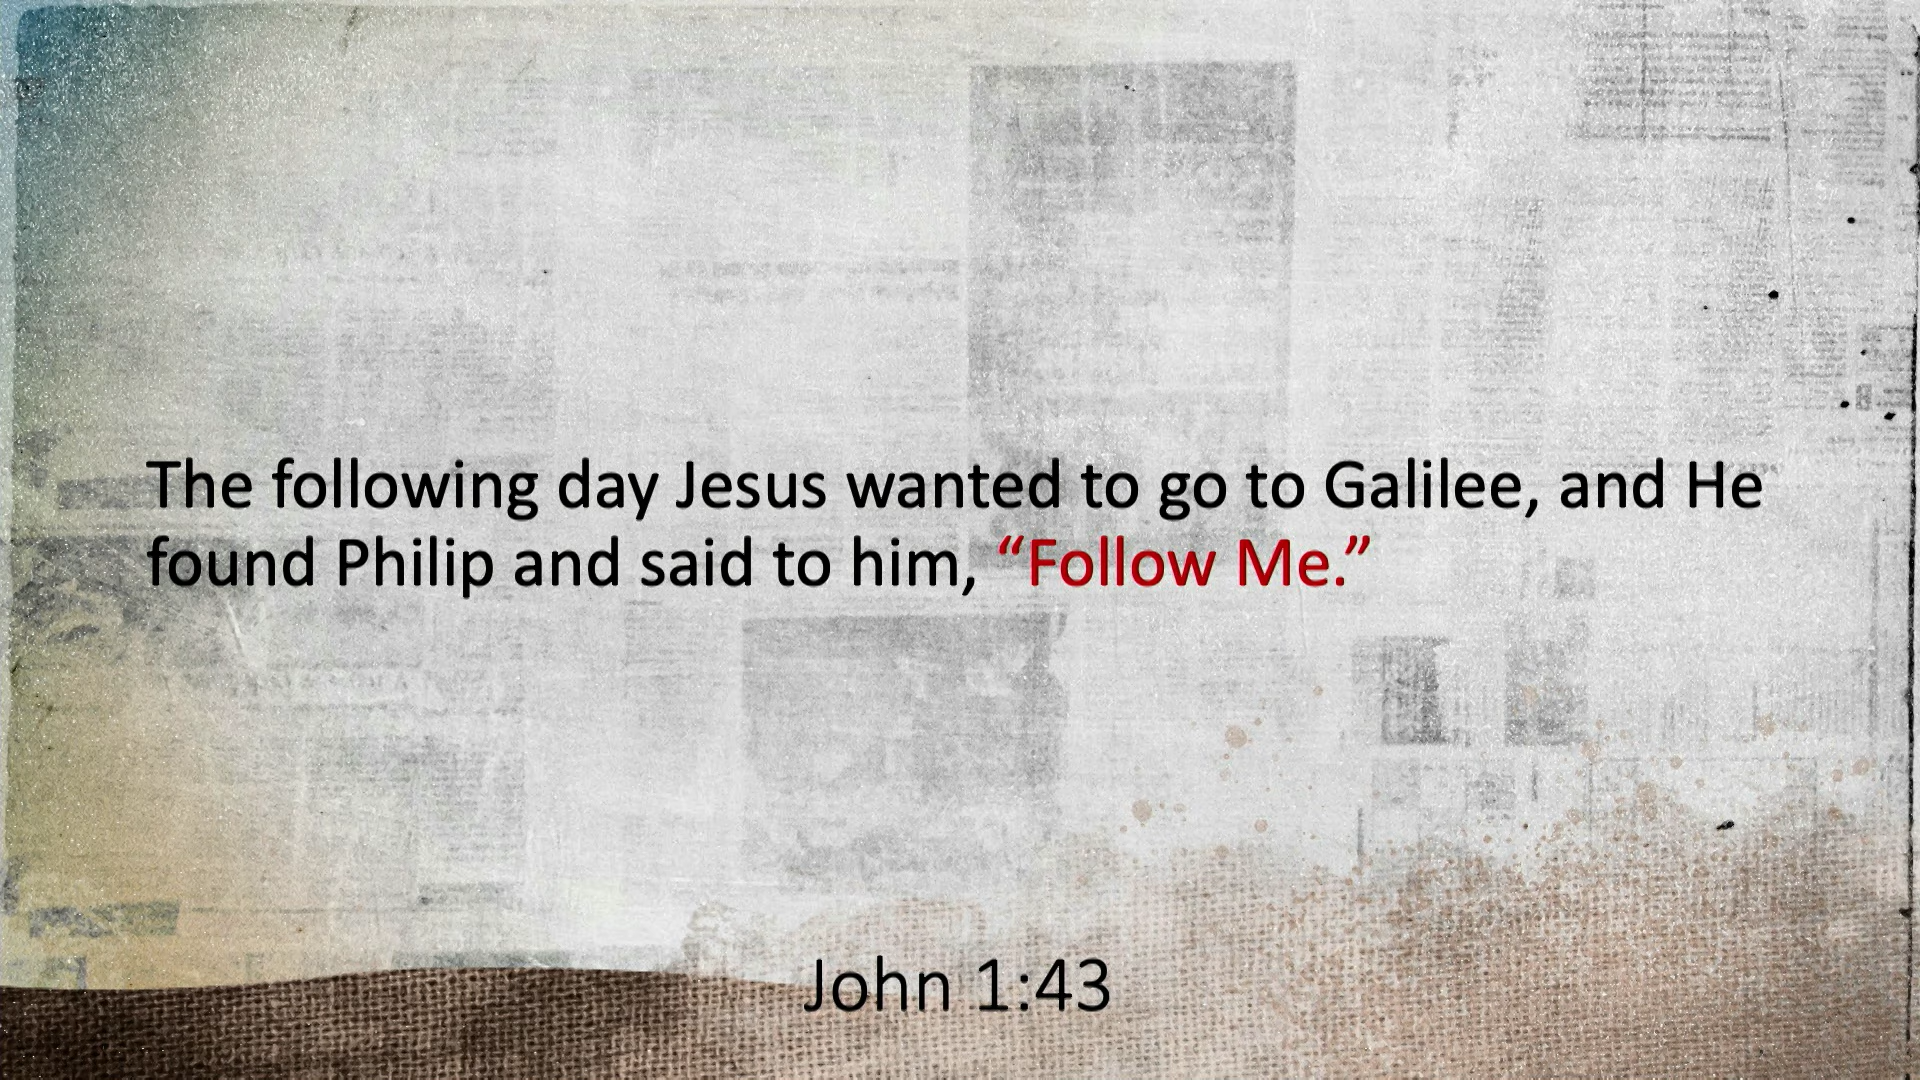 The following day Jesus wanted to go to Galilee, and He
found Philip and said to him, “Follow Me.”
John 1:43